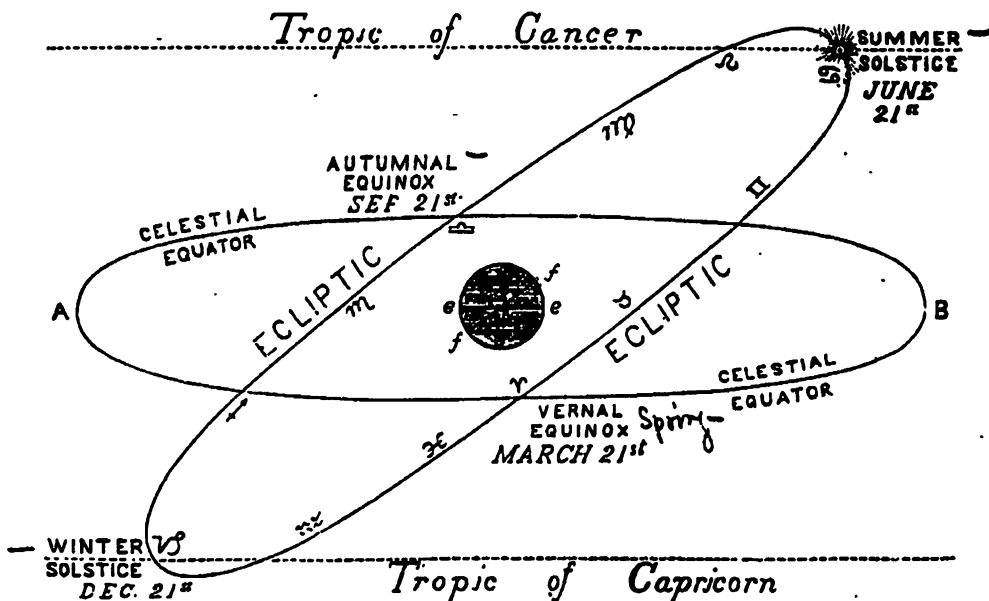 Tropic of Cancer
SUMMER
SOLSTICE
JUNE
21st
♋
♌
♍
♊
AUTUMNAL
EQUINOX
SEF 21st.
♎
CELESTIAL
EQUATOR
ECLIPTIC
♏
f
e e
f
♉
ECLIPTIC
A
B
♈
CELESTIAL
EQUATOR
VERNAL
EQUINOX Spring
MARCH 21st
♐
♓
♒
WINTER ♑
SOLSTICE
DEC. 21st
Tropic of Capricorn